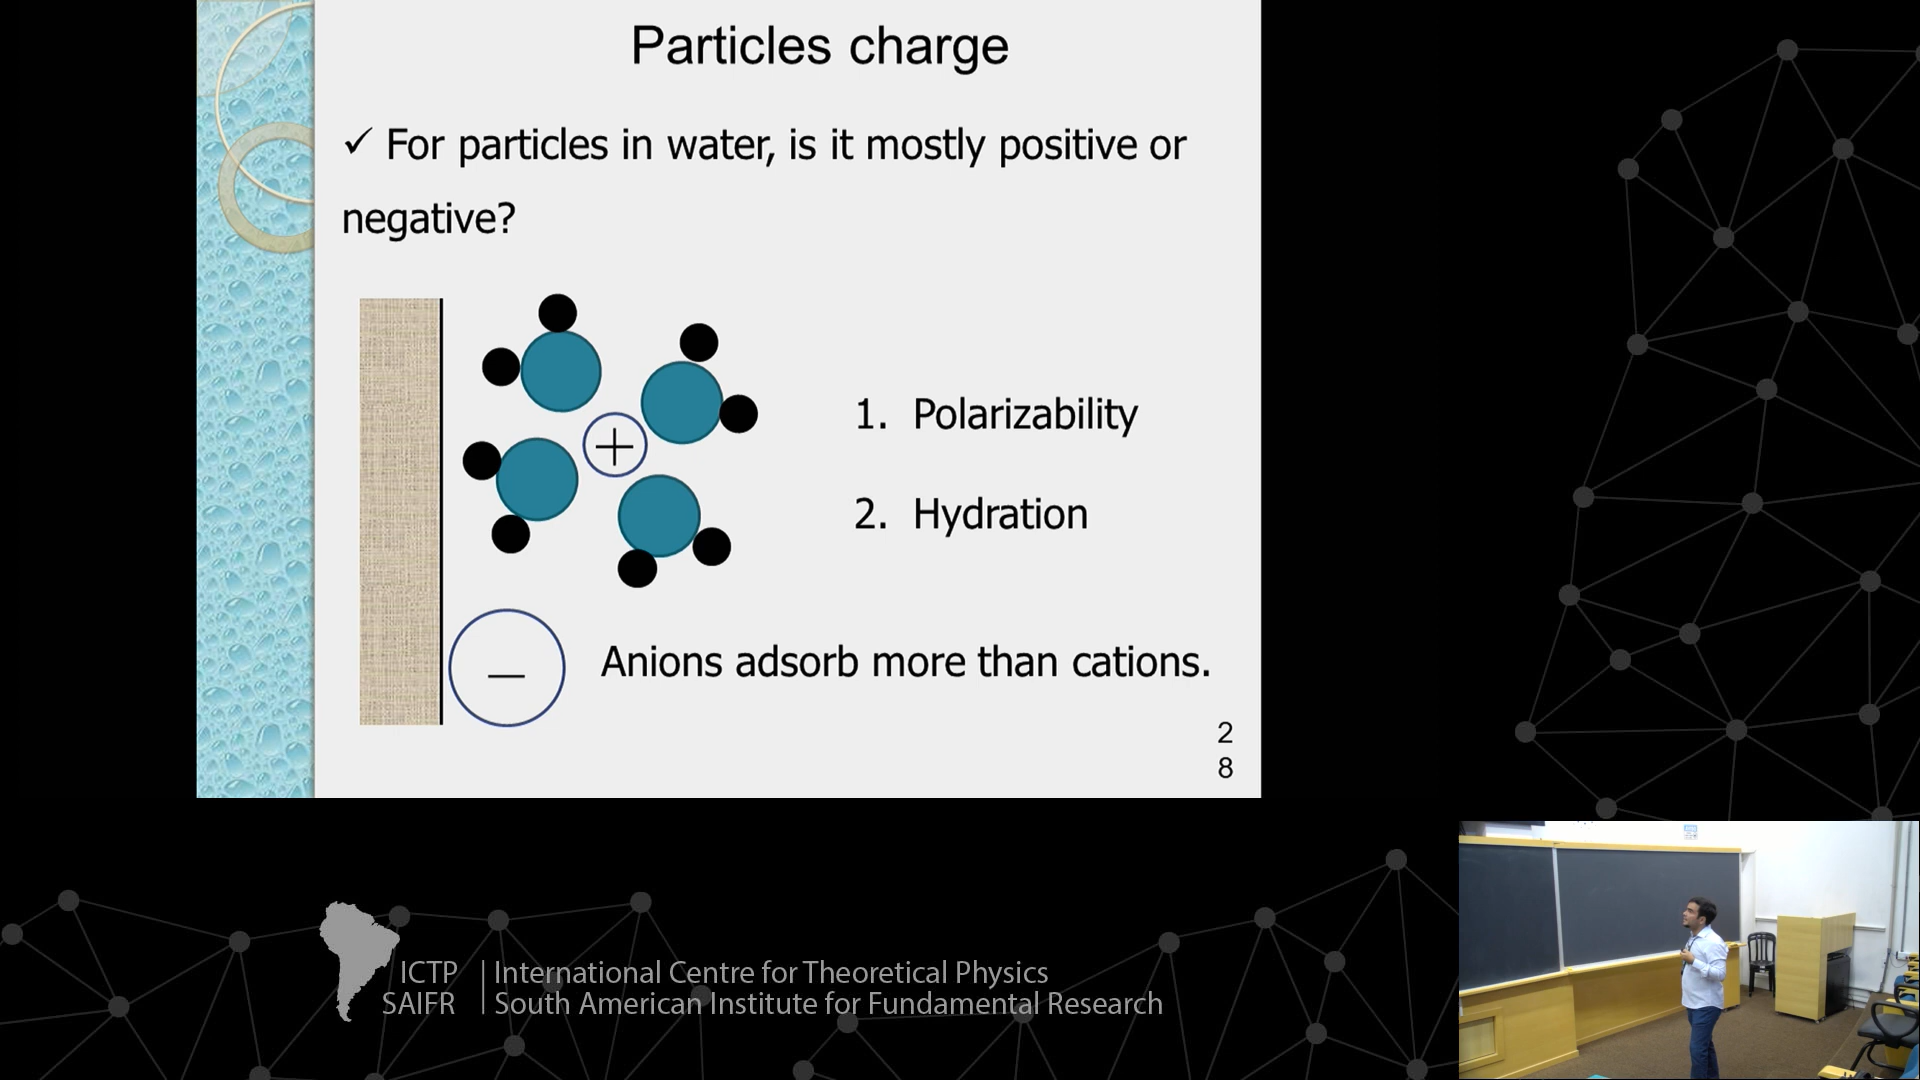 Particles charge
✓ For particles in water, is it mostly positive or
negative?
+
1. Polarizability
2. Hydration
−
Anions adsorb more than cations.
2
8
ICTP | International Centre for Theoretical Physics
SAIFR | South American Institute for Fundamental Research